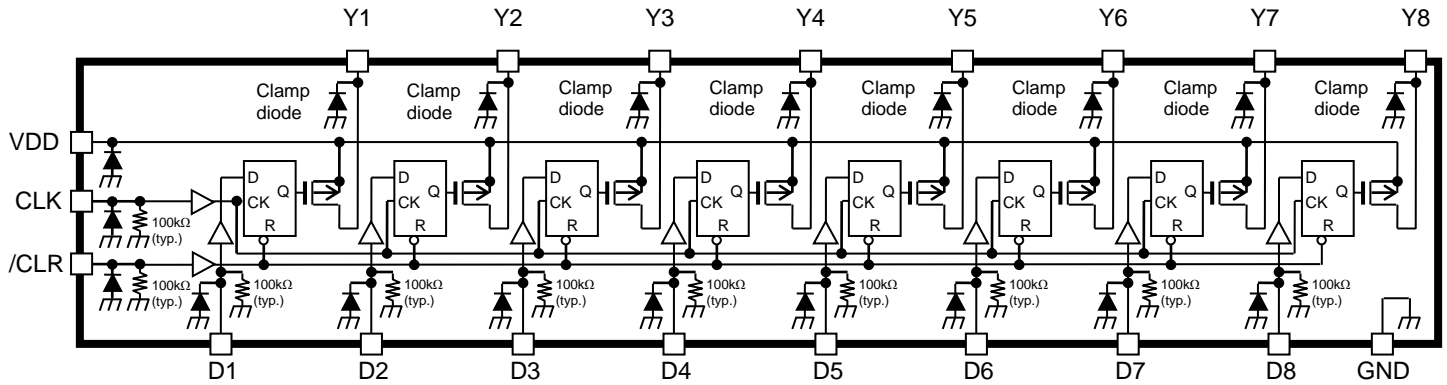 Y1 Y2 Y3 Y4 Y5 Y6 Y7 Y8
Clamp diode Clamp diode Clamp diode Clamp diode Clamp diode Clamp diode Clamp diode Clamp diode
VDD
D Q D Q D Q D Q D Q D Q D Q D Q
CLK
CK CK CK CK CK CK CK CK
100kΩ (typ.)
R R R R R R R R
/CLR
100kΩ (typ.) 100kΩ (typ.) 100kΩ (typ.) 100kΩ (typ.) 100kΩ (typ.) 100kΩ (typ.) 100kΩ (typ.) 100kΩ (typ.) 100kΩ (typ.)
D1 D2 D3 D4 D5 D6 D7 D8 GND